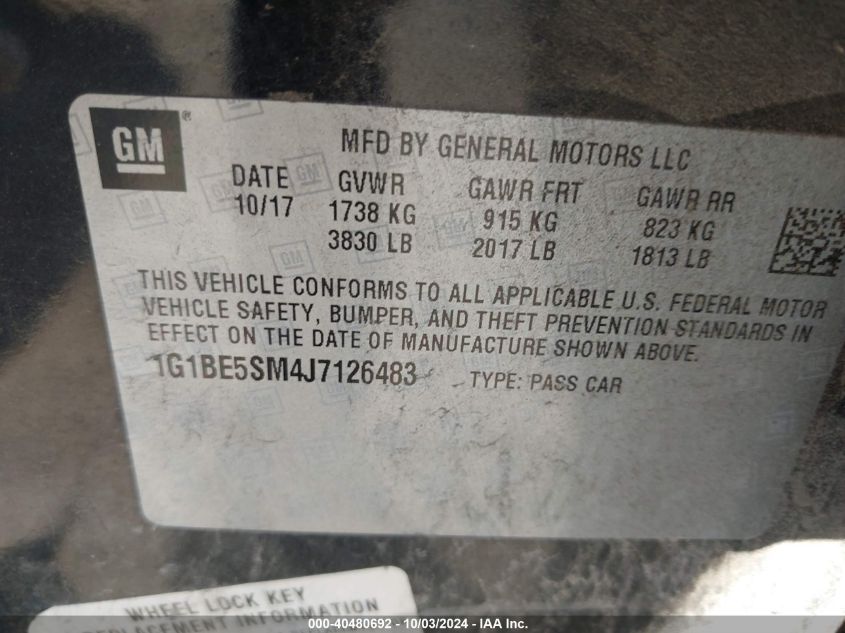 GM®
MFD BY GENERAL MOTORS LLC
DATE GVWR GAWR FRT GAWR RR
10/17 1738 KG 915 KG 823 KG
3830 LB 2017 LB 1813 LB
THIS VEHICLE CONFORMS TO ALL APPLICABLE U.S. FEDERAL MOTOR
VEHICLE SAFETY, BUMPER, AND THEFT PREVENTION STANDARDS IN
EFFECT ON THE DATE OF MANUFACTURE SHOWN ABOVE.
1G1BE5SM4J7126483 TYPE: PASS CAR
WHEEL LOCK KEY
REPLACEMENT INFORMATION
000-40480692 - 10/03/2024 - IAA Inc.